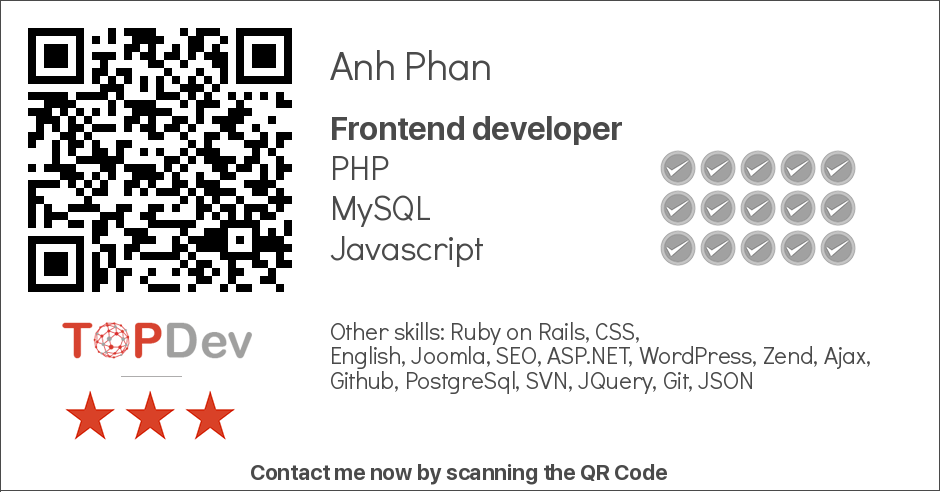 Anh Phan
Frontend developer
PHP
MySQL
Javascript
TOPDev
Other skills: Ruby on Rails, CSS,
English, Joomla, SEO, ASP.NET, WordPress, Zend, Ajax,
Github, PostgreSql, SVN, JQuery, Git, JSON
Contact me now by scanning the QR Code